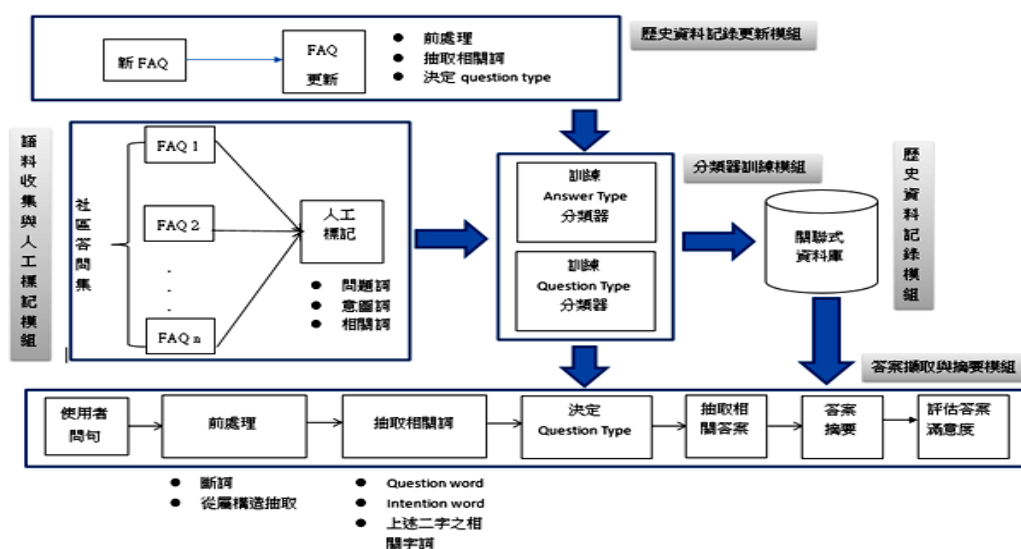 歷史資料記錄更新模組
新 FAQ
FAQ
更新
● 前處理
● 抽取相關詞
● 決定 question type
語料收集與人工標記模組
社區答問集
FAQ 1
FAQ 2
.
.
.
.
FAQ n
人工
標記
● 問題詞
● 意圖詞
● 相關詞
分類器訓練模組
訓練
Answer Type
分類器
訓練
Question Type
分類器
歷史資料記錄模組
關聯式
資料庫
答案擷取與摘要模組
使用者
問句
前處理
抽取相關詞
決定
Question Type
抽取相
關答案
答案
摘要
評估答案
滿意度
● 斷詞
● 從屬構造抽取
● Question word
● Intention word
● 上述二字之相
關字詞